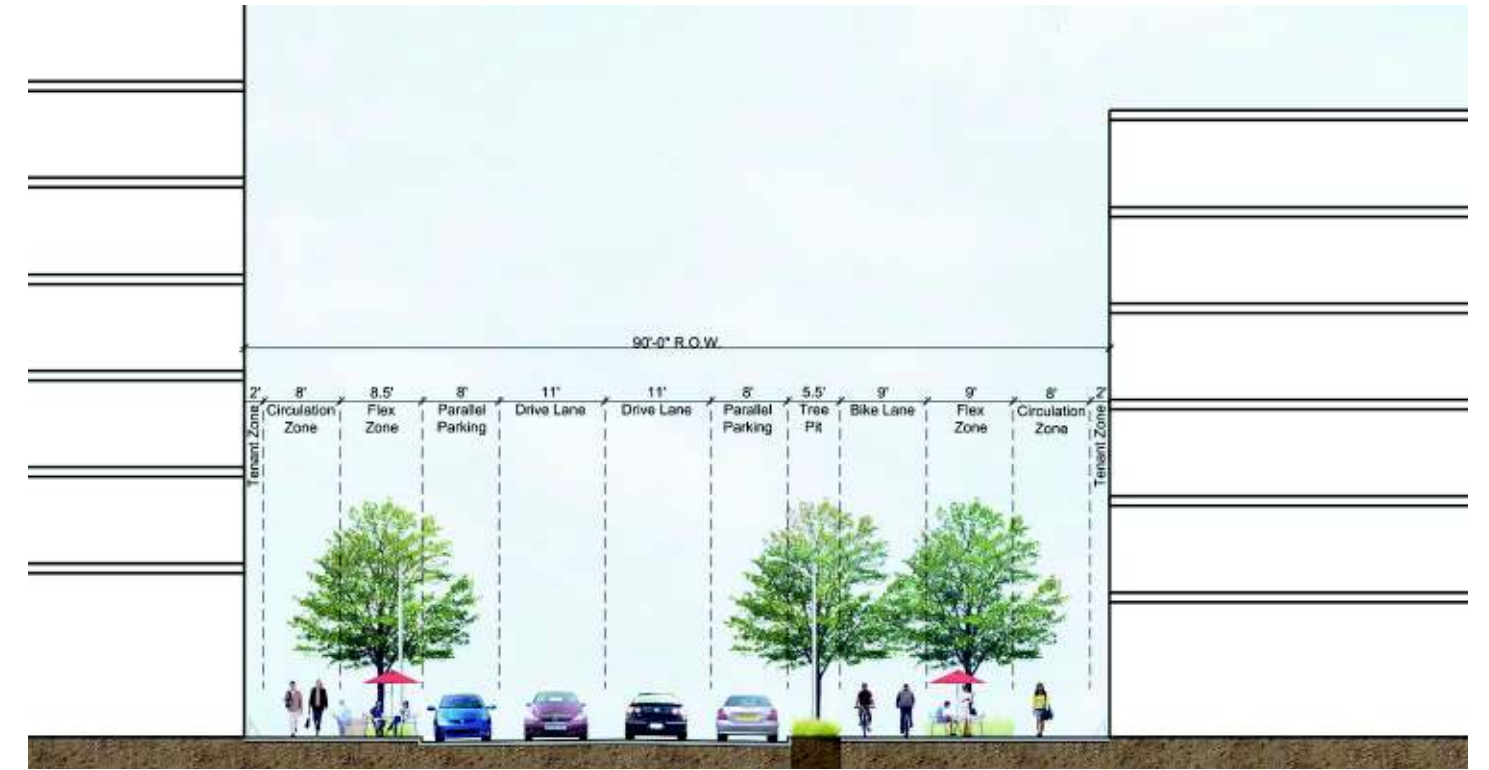 90'-0" R.O.W.
2' 8' 8.5' 8' 11' 11' 8' 5.5' 9' 9' 8' 2'
Tenant Zone Circulation Flex Parallel Drive Lane Drive Lane Parallel Tree Bike Lane Flex Circulation Tenant Zone
Zone Zone Parking Parking Pit Zone Zone